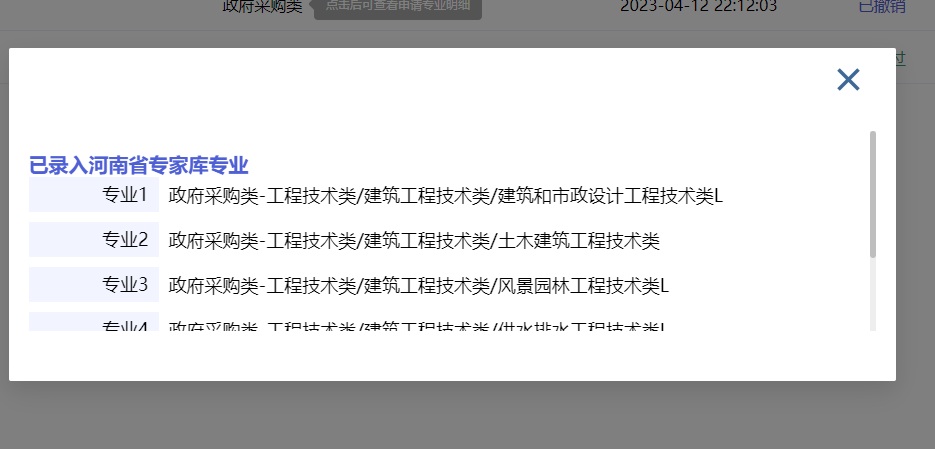 政府采购类 点击后可查看申请专业明细 2023-04-12 22:12:03 已撤销
过
已录入河南省专家库专业
专业1 政府采购类-工程技术类/建筑工程技术类/建筑和市政设计工程技术类L
专业2 政府采购类-工程技术类/建筑工程技术类/土木建筑工程技术类
专业3 政府采购类-工程技术类/建筑工程技术类/风景园林工程技术类L
专业4 政府采购类-工程技术类/建筑工程技术类/供水排水工程技术类L